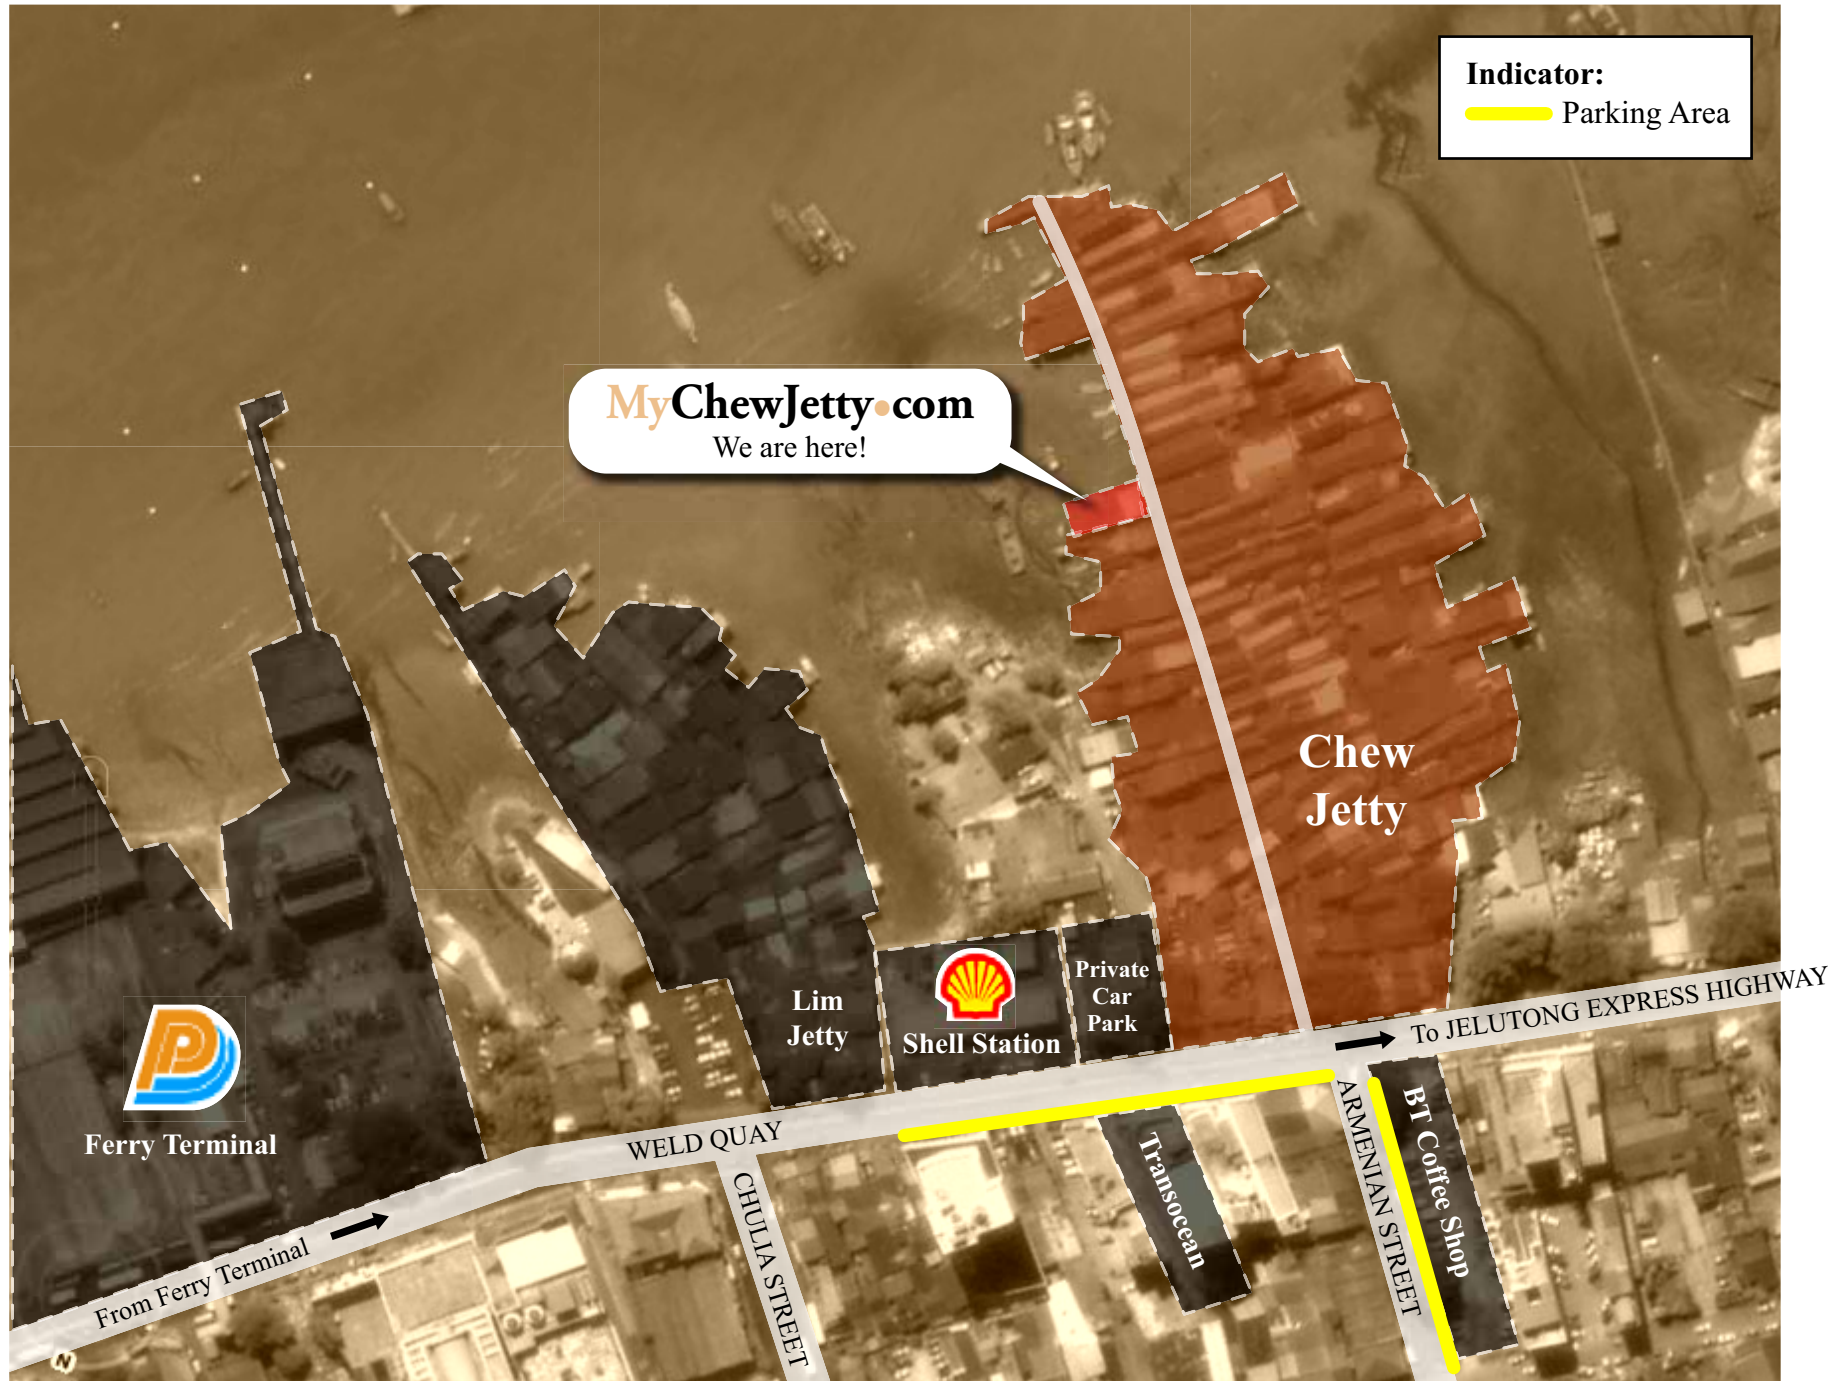 Indicator:
Parking Area
MyChewJetty.com
We are here!
Chew
Jetty
Private
Car
Park
Lim
Jetty
Shell Station
To JELUTONG EXPRESS HIGHWAY
P
Ferry Terminal
WELD QUAY
BT Coffee Shop
ARMENIAN STREET
Transocean
CHULIA STREET
From Ferry Terminal
N